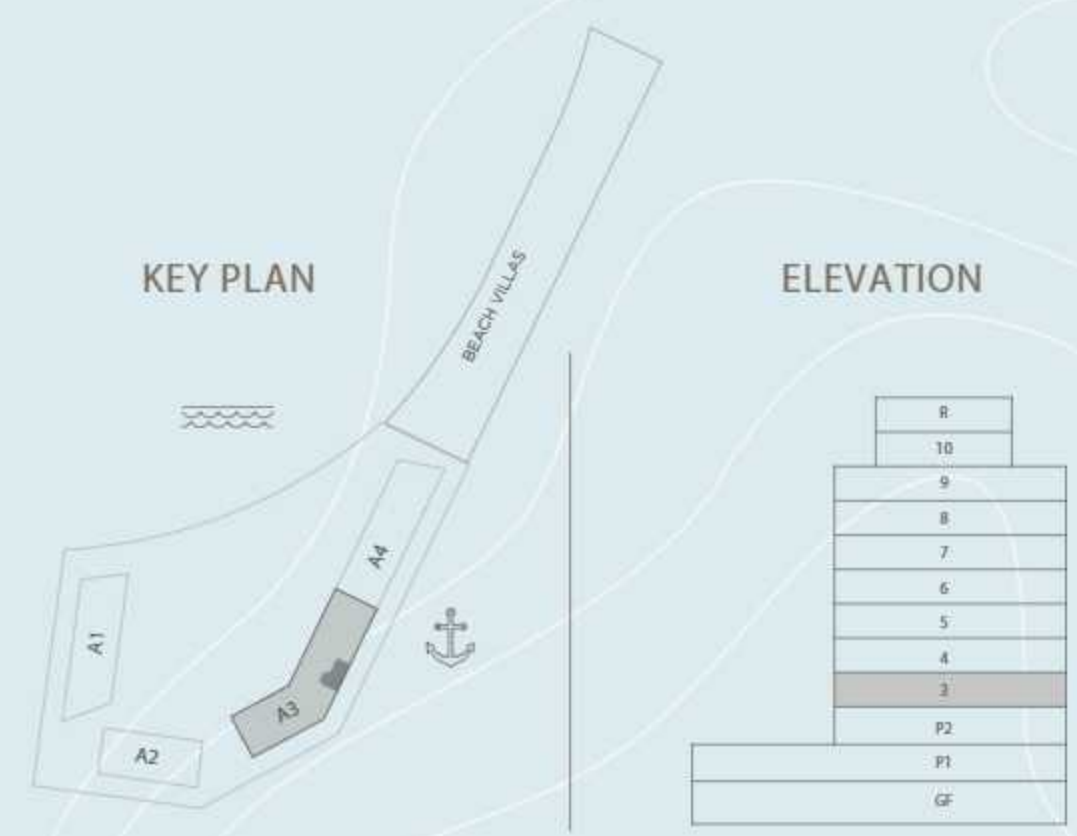 KEY PLAN
BEACH VILLAS
A4
A1
A3
A2
ELEVATION
R
10
9
8
7
6
5
4
3
P2
P1
GF